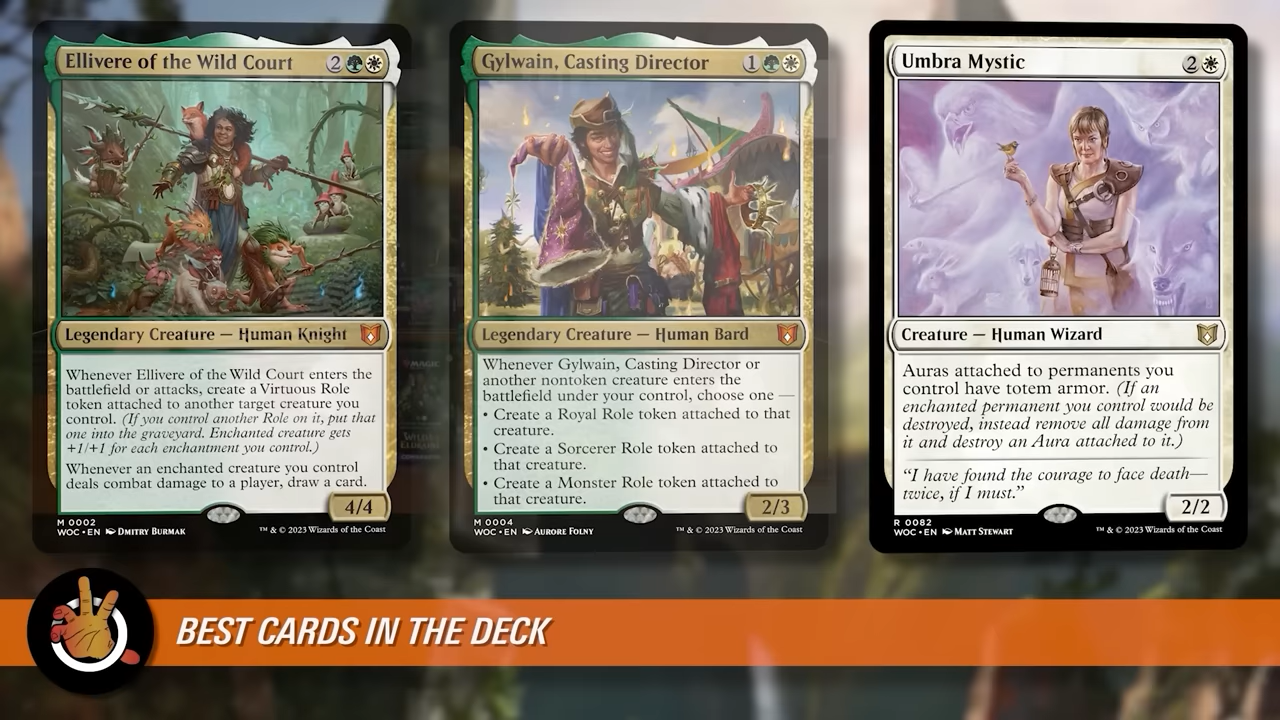 Ellivere of the Wild Court 2
Legendary Creature — Human Knight
Whenever Ellivere of the Wild Court enters the
battlefield or attacks, create a Virtuous Role
token attached to another target creature you
control. (If you control another Role on it, put that
one into the graveyard. Enchanted creature gets
+1/+1 for each enchantment you control.)
Whenever an enchanted creature you control
deals combat damage to a player, draw a card.
4/4
M 0002
WOC • EN DMITRY BURMAK ™ & © 2023 Wizards of the Coast
Gylwain, Casting Director 1
Legendary Creature — Human Bard
Whenever Gylwain, Casting Director or
another nontoken creature enters the
battlefield under your control, choose one —
• Create a Royal Role token attached to that
creature.
• Create a Sorcerer Role token attached to
that creature.
• Create a Monster Role token attached to
that creature.
2/3
M 0004
WOC • EN AURORE FOLNY ™ & © 2023 Wizards of the Coast
Umbra Mystic 2
Creature — Human Wizard
Auras attached to permanents you
control have totem armor. (If an
enchanted permanent you control would be
destroyed, instead remove all damage from
it and destroy an Aura attached to it.)
“I have found the courage to face death—
twice, if I must.”
2/2
R 0082
WOC • EN MATT STEWART ™ & © 2023 Wizards of the Coast
MAGIC
BEST CARDS IN THE DECK